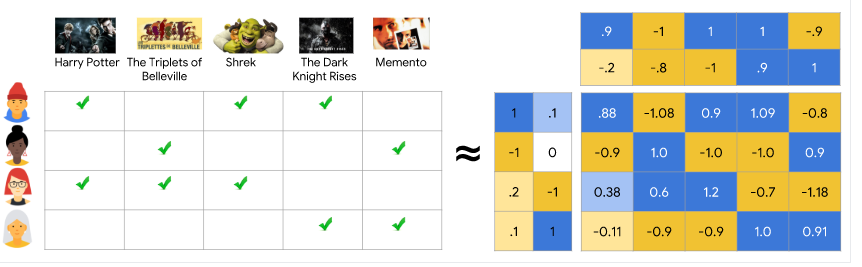 .9 -1 1 1 -.9
TRIPLETTES OF BELLEVILLE
Harry Potter The Triplets of Belleville Shrek The Dark Knight Rises Memento
-.2 -.8 -1 .9 1
1 .1 .88 -1.08 0.9 1.09 -0.8
≈
-1 0 -0.9 1.0 -1.0 -1.0 0.9
.2 -1 0.38 0.6 1.2 -0.7 -1.18
.1 1 -0.11 -0.9 -0.9 1.0 0.91